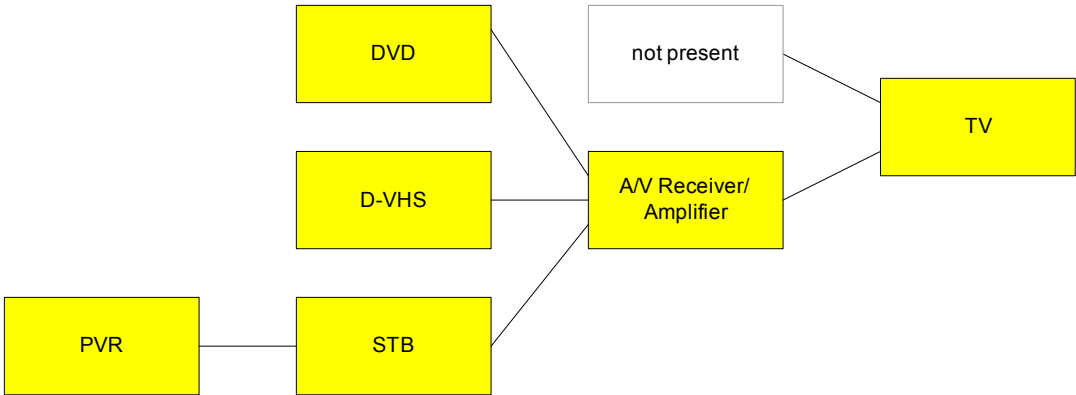 DVD
not present
TV
D-VHS
A/V Receiver/
Amplifier
PVR
STB